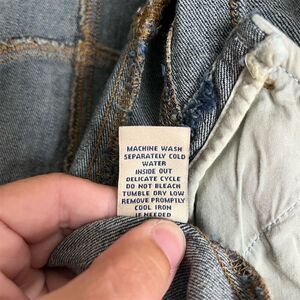 MACHINE WASH
SEPARATELY COLD
WATER
INSIDE OUT
DELICATE CYCLE
DO NOT BLEACH
TUMBLE DRY LOW
REMOVE PROMPTLY
COOL IRON
IF NEEDED